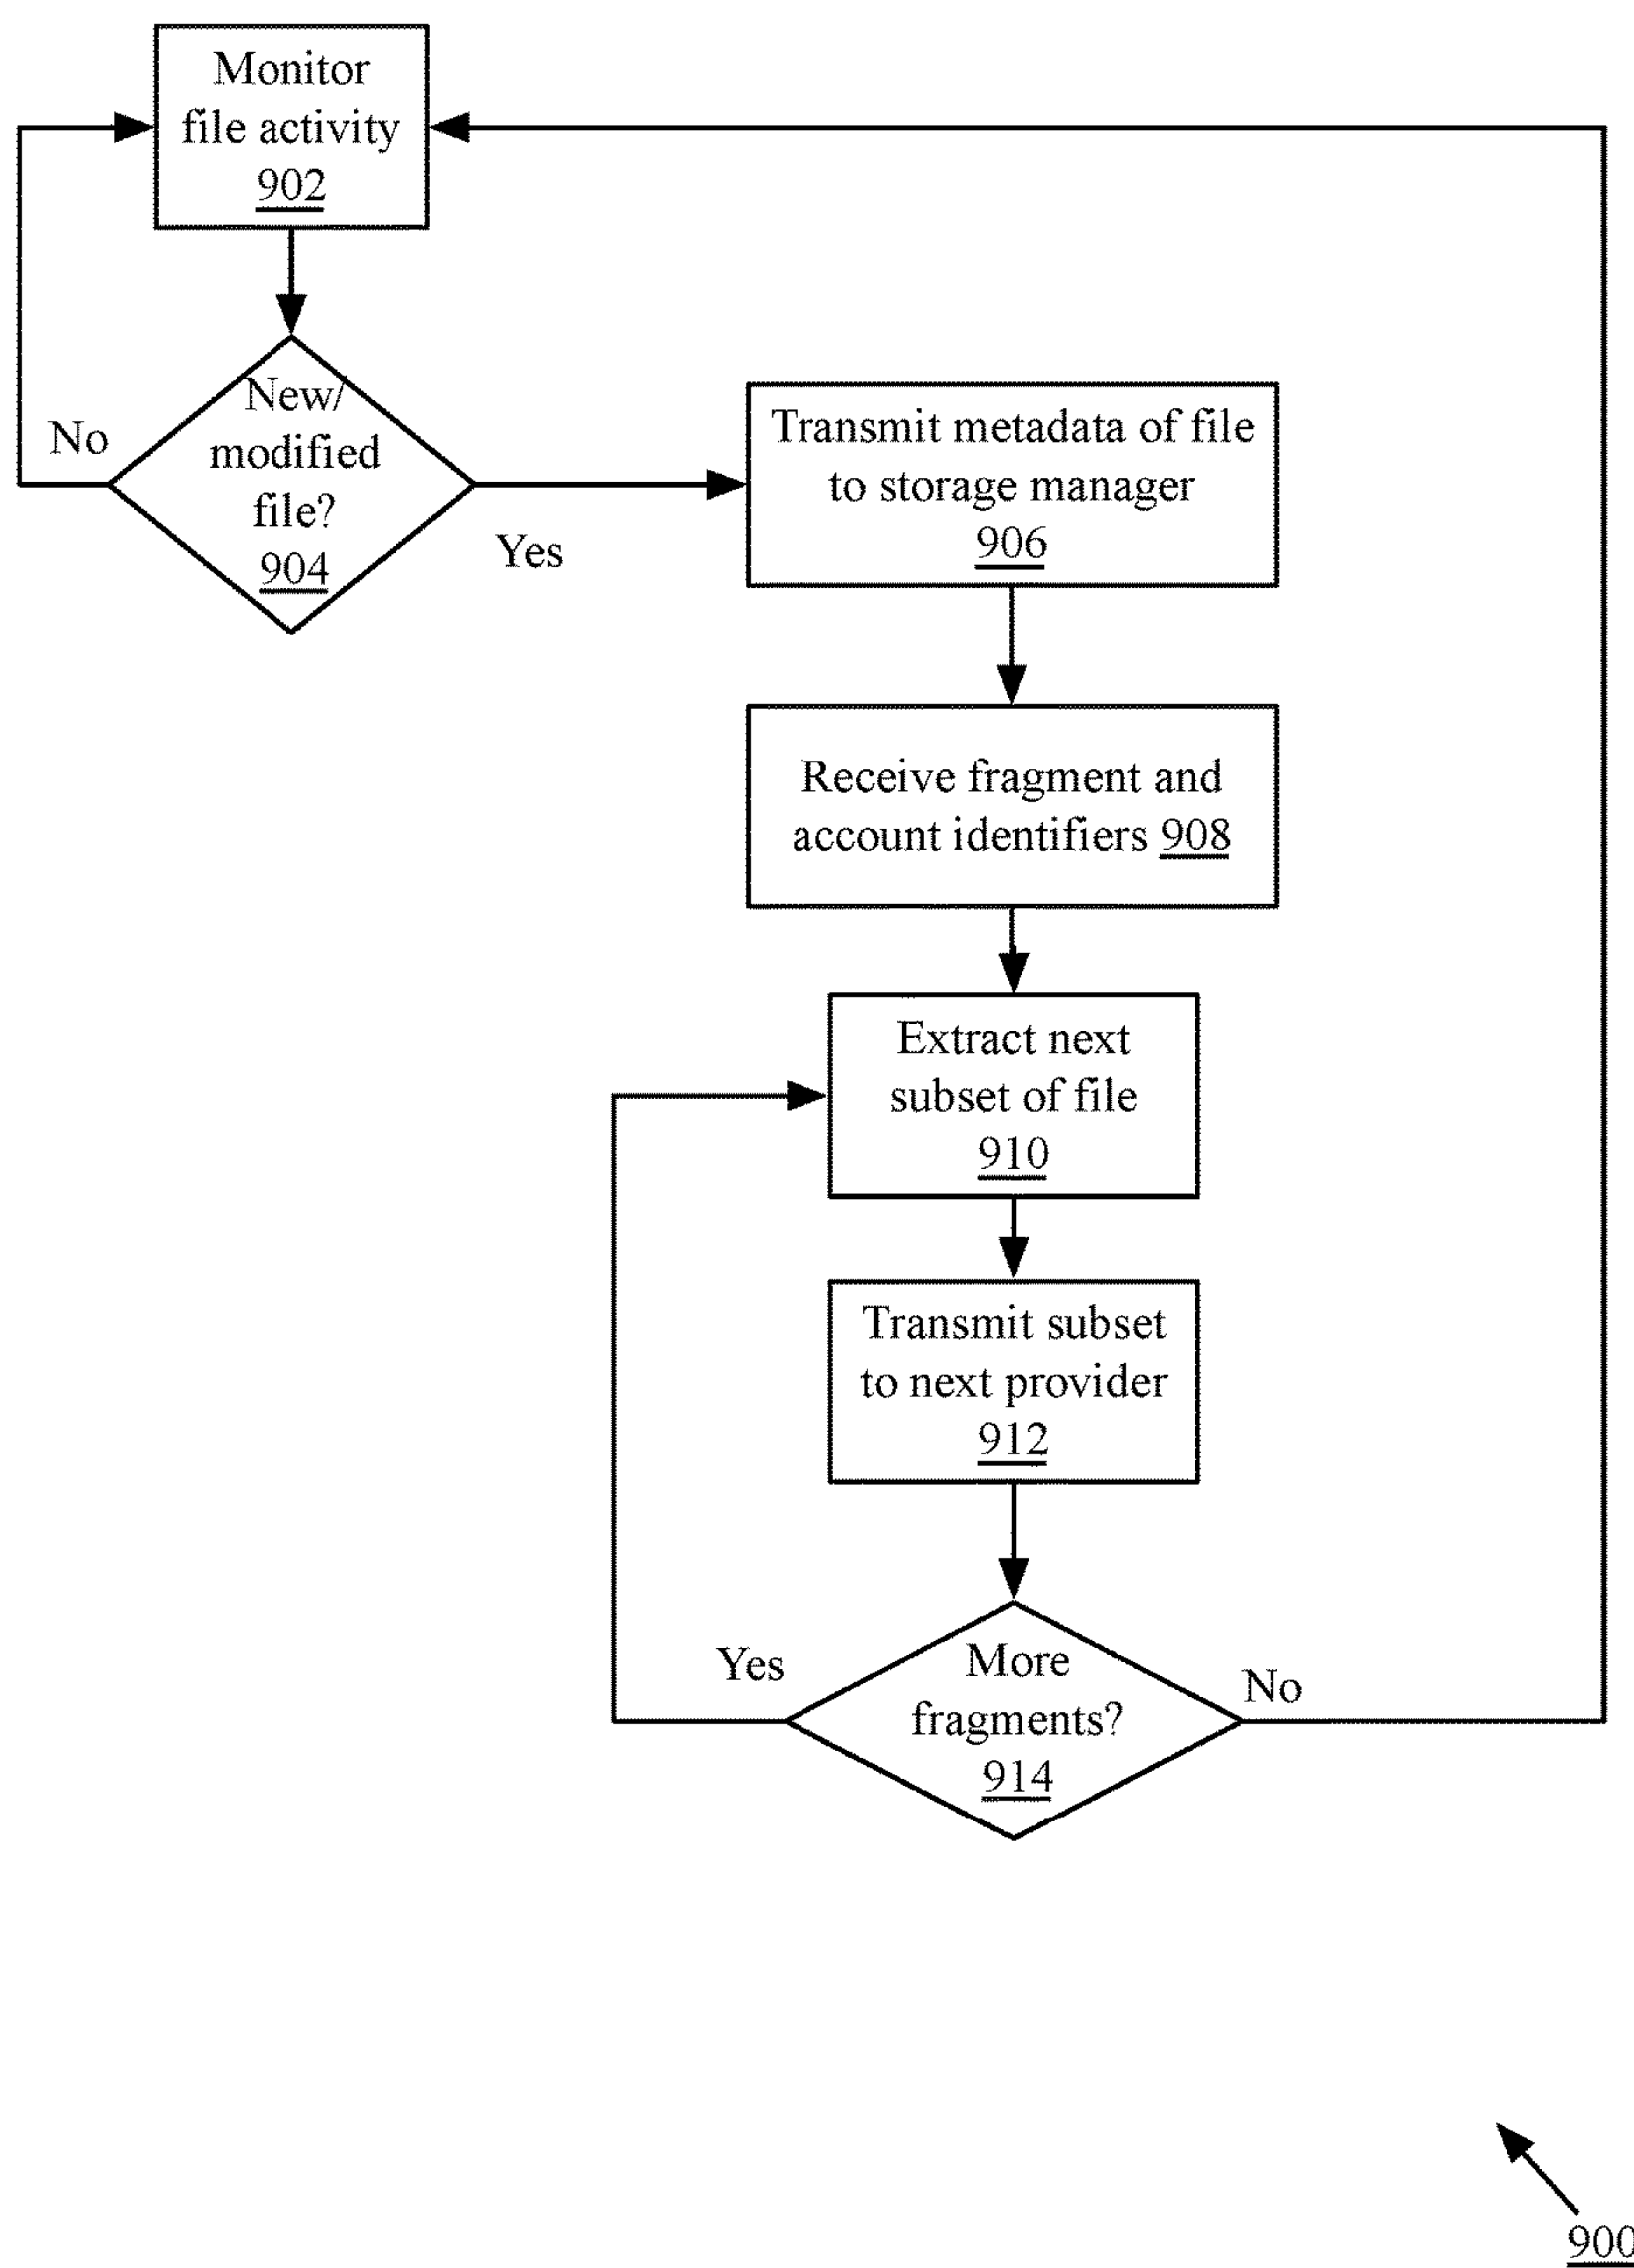 Monitor
file activity
902
New/
modified
file?
904
No
Yes
Transmit metadata of file
to storage manager
906
Receive fragment and
account identifiers 908
Extract next
subset of file
910
Transmit subset
to next provider
912
More
fragments?
914
Yes
No
900